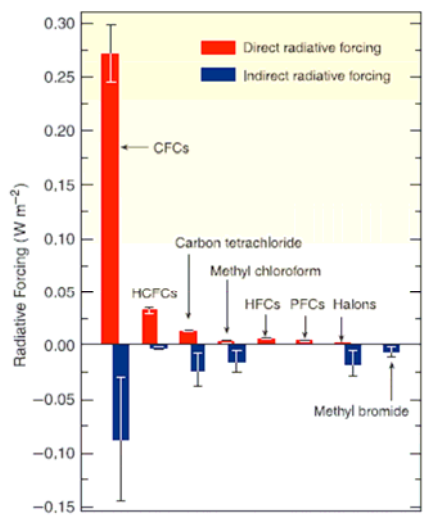 0.30
0.25
0.20
0.15
0.10
0.05
0.00
−0.05
−0.10
−0.15
Radiative Forcing (W m−2)
Direct radiative forcing
Indirect radiative forcing
CFCs
Carbon tetrachloride
Methyl chloroform
HCFCs
HFCs
PFCs
Halons
Methyl bromide